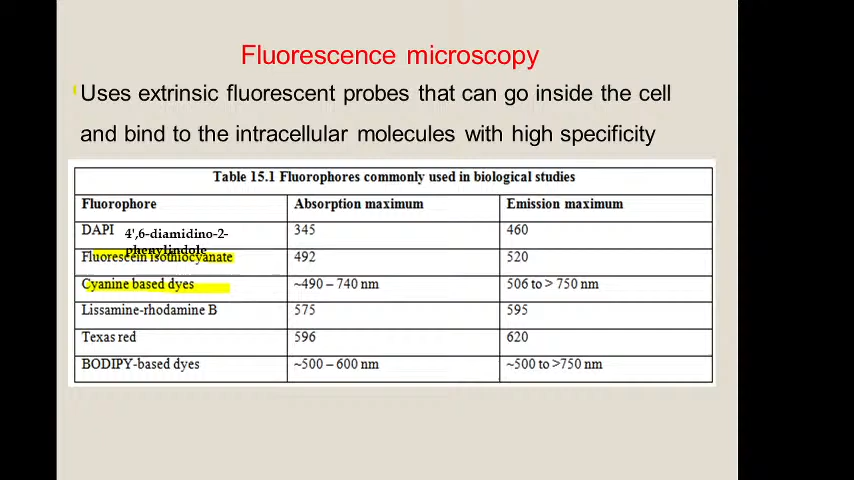 Fluorescence microscopy
Uses extrinsic fluorescent probes that can go inside the cell
and bind to the intracellular molecules with high specificity
Table 15.1 Fluorophores commonly used in biological studies
Fluorophore Absorption maximum Emission maximum
DAPI 4',6-diamidino-2-phenylindole 345 460
Fluorescein isothiocyanate 492 520
Cyanine based dyes ~490 – 740 nm 506 to > 750 nm
Lissamine-rhodamine B 575 595
Texas red 596 620
BODIPY-based dyes ~500 – 600 nm ~500 to >750 nm